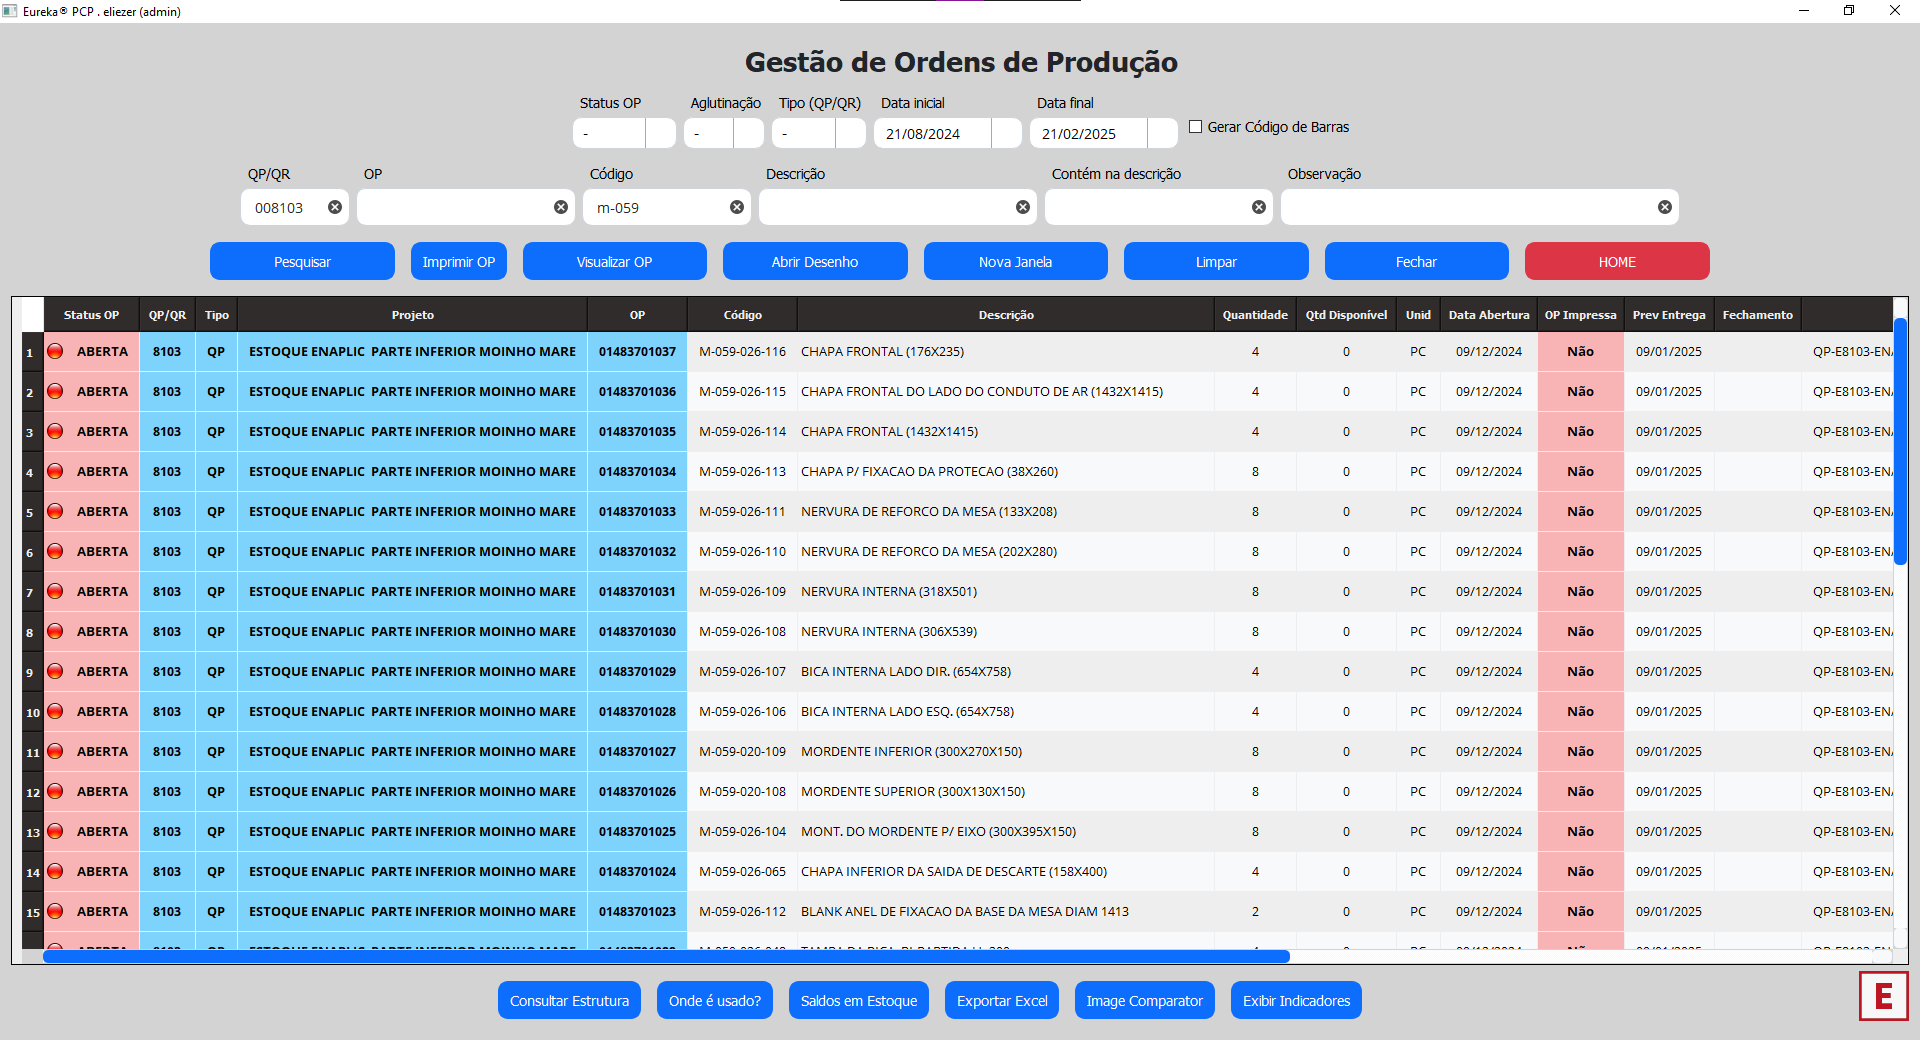 Eureka® PCP . eliezer (admin)
Gestão de Ordens de Produção
Status OP Aglutinação Tipo (QP/QR) Data inicial Data final
- - - 21/08/2024 21/02/2025 Gerar Código de Barras
QP/QR OP Código Descrição Contém na descrição Observação
008103 m-059
Pesquisar Imprimir OP Visualizar OP Abrir Desenho Nova Janela Limpar Fechar HOME
Status OP QP/QR Tipo Projeto OP Código Descrição Quantidade Qtd Disponível Unid Data Abertura OP Impressa Prev Entrega Fechamento
1 ABERTA 8103 QP ESTOQUE ENAPLIC PARTE INFERIOR MOINHO MARE 01483701037 M-059-026-116 CHAPA FRONTAL (176X235) 4 0 PC 09/12/2024 Não 09/01/2025 QP-E8103-ENA
2 ABERTA 8103 QP ESTOQUE ENAPLIC PARTE INFERIOR MOINHO MARE 01483701036 M-059-026-115 CHAPA FRONTAL DO LADO DO CONDUTO DE AR (1432X1415) 4 0 PC 09/12/2024 Não 09/01/2025 QP-E8103-ENA
3 ABERTA 8103 QP ESTOQUE ENAPLIC PARTE INFERIOR MOINHO MARE 01483701035 M-059-026-114 CHAPA FRONTAL (1432X1415) 4 0 PC 09/12/2024 Não 09/01/2025 QP-E8103-ENA
4 ABERTA 8103 QP ESTOQUE ENAPLIC PARTE INFERIOR MOINHO MARE 01483701034 M-059-026-113 CHAPA P/ FIXACAO DA PROTECAO (38X260) 8 0 PC 09/12/2024 Não 09/01/2025 QP-E8103-ENA
5 ABERTA 8103 QP ESTOQUE ENAPLIC PARTE INFERIOR MOINHO MARE 01483701033 M-059-026-111 NERVURA DE REFORCO DA MESA (133X208) 8 0 PC 09/12/2024 Não 09/01/2025 QP-E8103-ENA
6 ABERTA 8103 QP ESTOQUE ENAPLIC PARTE INFERIOR MOINHO MARE 01483701032 M-059-026-110 NERVURA DE REFORCO DA MESA (202X280) 8 0 PC 09/12/2024 Não 09/01/2025 QP-E8103-ENA
7 ABERTA 8103 QP ESTOQUE ENAPLIC PARTE INFERIOR MOINHO MARE 01483701031 M-059-026-109 NERVURA INTERNA (318X501) 8 0 PC 09/12/2024 Não 09/01/2025 QP-E8103-ENA
8 ABERTA 8103 QP ESTOQUE ENAPLIC PARTE INFERIOR MOINHO MARE 01483701030 M-059-026-108 NERVURA INTERNA (306X539) 8 0 PC 09/12/2024 Não 09/01/2025 QP-E8103-ENA
9 ABERTA 8103 QP ESTOQUE ENAPLIC PARTE INFERIOR MOINHO MARE 01483701029 M-059-026-107 BICA INTERNA LADO DIR. (654X758) 4 0 PC 09/12/2024 Não 09/01/2025 QP-E8103-ENA
10 ABERTA 8103 QP ESTOQUE ENAPLIC PARTE INFERIOR MOINHO MARE 01483701028 M-059-026-106 BICA INTERNA LADO ESQ. (654X758) 4 0 PC 09/12/2024 Não 09/01/2025 QP-E8103-ENA
11 ABERTA 8103 QP ESTOQUE ENAPLIC PARTE INFERIOR MOINHO MARE 01483701027 M-059-020-109 MORDENTE INFERIOR (300X270X150) 8 0 PC 09/12/2024 Não 09/01/2025 QP-E8103-ENA
12 ABERTA 8103 QP ESTOQUE ENAPLIC PARTE INFERIOR MOINHO MARE 01483701026 M-059-020-108 MORDENTE SUPERIOR (300X130X150) 8 0 PC 09/12/2024 Não 09/01/2025 QP-E8103-ENA
13 ABERTA 8103 QP ESTOQUE ENAPLIC PARTE INFERIOR MOINHO MARE 01483701025 M-059-026-104 MONT. DO MORDENTE P/ EIXO (300X395X150) 8 0 PC 09/12/2024 Não 09/01/2025 QP-E8103-ENA
14 ABERTA 8103 QP ESTOQUE ENAPLIC PARTE INFERIOR MOINHO MARE 01483701024 M-059-026-065 CHAPA INFERIOR DA SAIDA DE DESCARTE (158X400) 4 0 PC 09/12/2024 Não 09/01/2025 QP-E8103-ENA
15 ABERTA 8103 QP ESTOQUE ENAPLIC PARTE INFERIOR MOINHO MARE 01483701023 M-059-026-112 BLANK ANEL DE FIXACAO DA BASE DA MESA DIAM 1413 2 0 PC 09/12/2024 Não 09/01/2025 QP-E8103-ENA
Consultar Estrutura Onde é usado? Saldos em Estoque Exportar Excel Image Comparator Exibir Indicadores
E